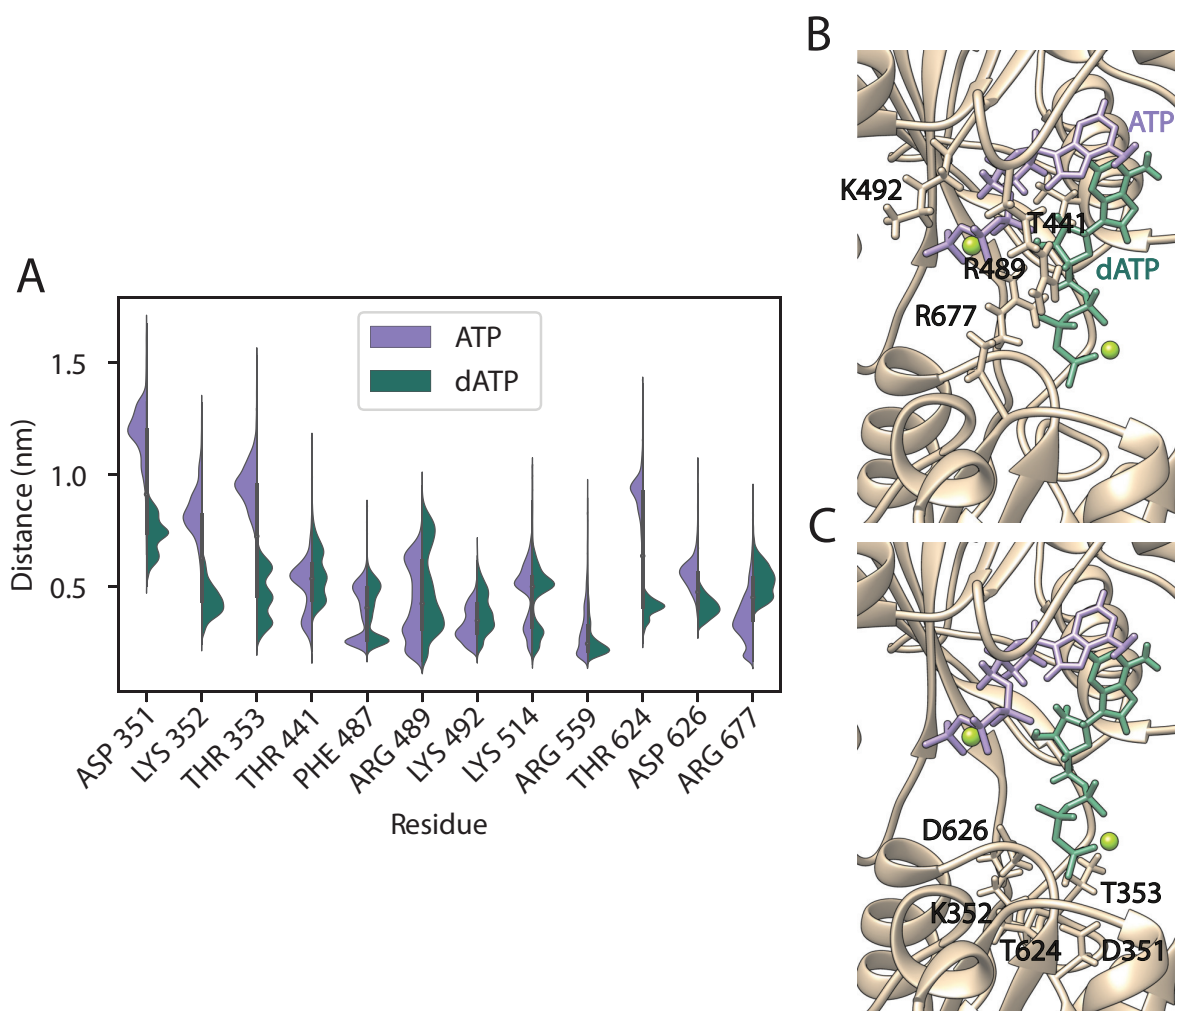 A
ATP
dATP
Distance (nm)
1.5
1.0
0.5
ASP 351
LYS 352
THR 353
THR 441
PHE 487
ARG 489
LYS 492
LYS 514
ARG 559
THR 624
ASP 626
ARG 677
Residue
B
ATP
K492
T441
dATP
R489
R677
C
D626
T353
K352
T624
D351